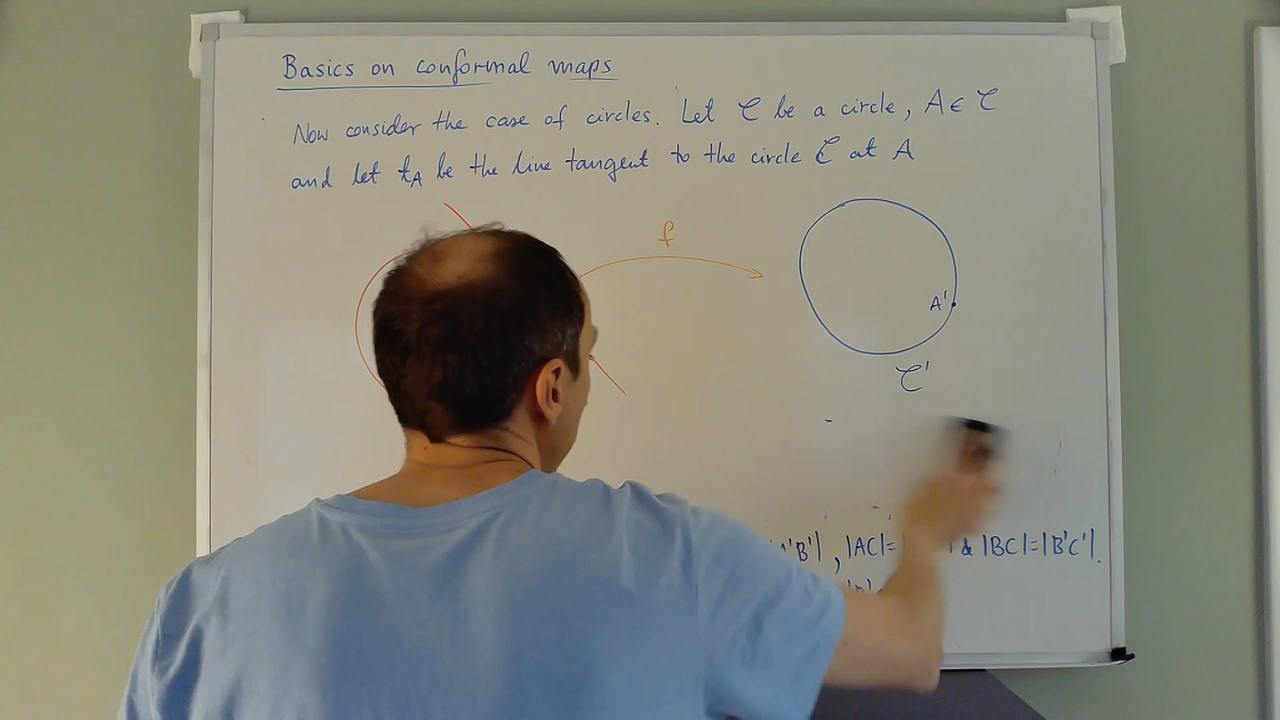 Basics on conformal maps
Now consider the case of circles. Let C be a circle, A ∈ C
and let t_A be the line tangent to the circle C at A
f
A'
C'
'B'| , |AC|= | & |BC|=|B'C'|.